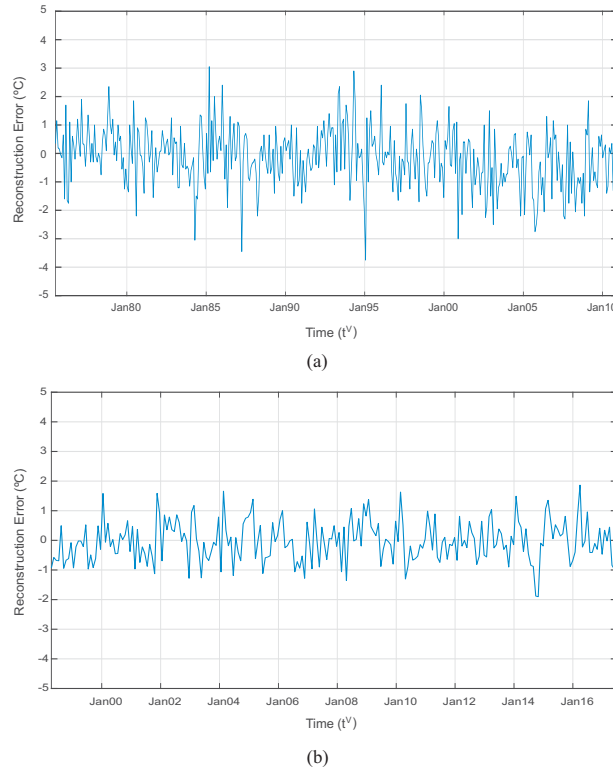 5
4
3
2
1
0
-1
-2
-3
-4
-5
Reconstruction Error (ºC)
Jan80 Jan85 Jan90 Jan95 Jan00 Jan05 Jan10
Time (tV)
(a)
5
4
3
2
1
0
-1
-2
-3
-4
-5
Reconstruction Error (ºC)
Jan00 Jan02 Jan04 Jan06 Jan08 Jan10 Jan12 Jan14 Jan16
Time (tV)
(b)